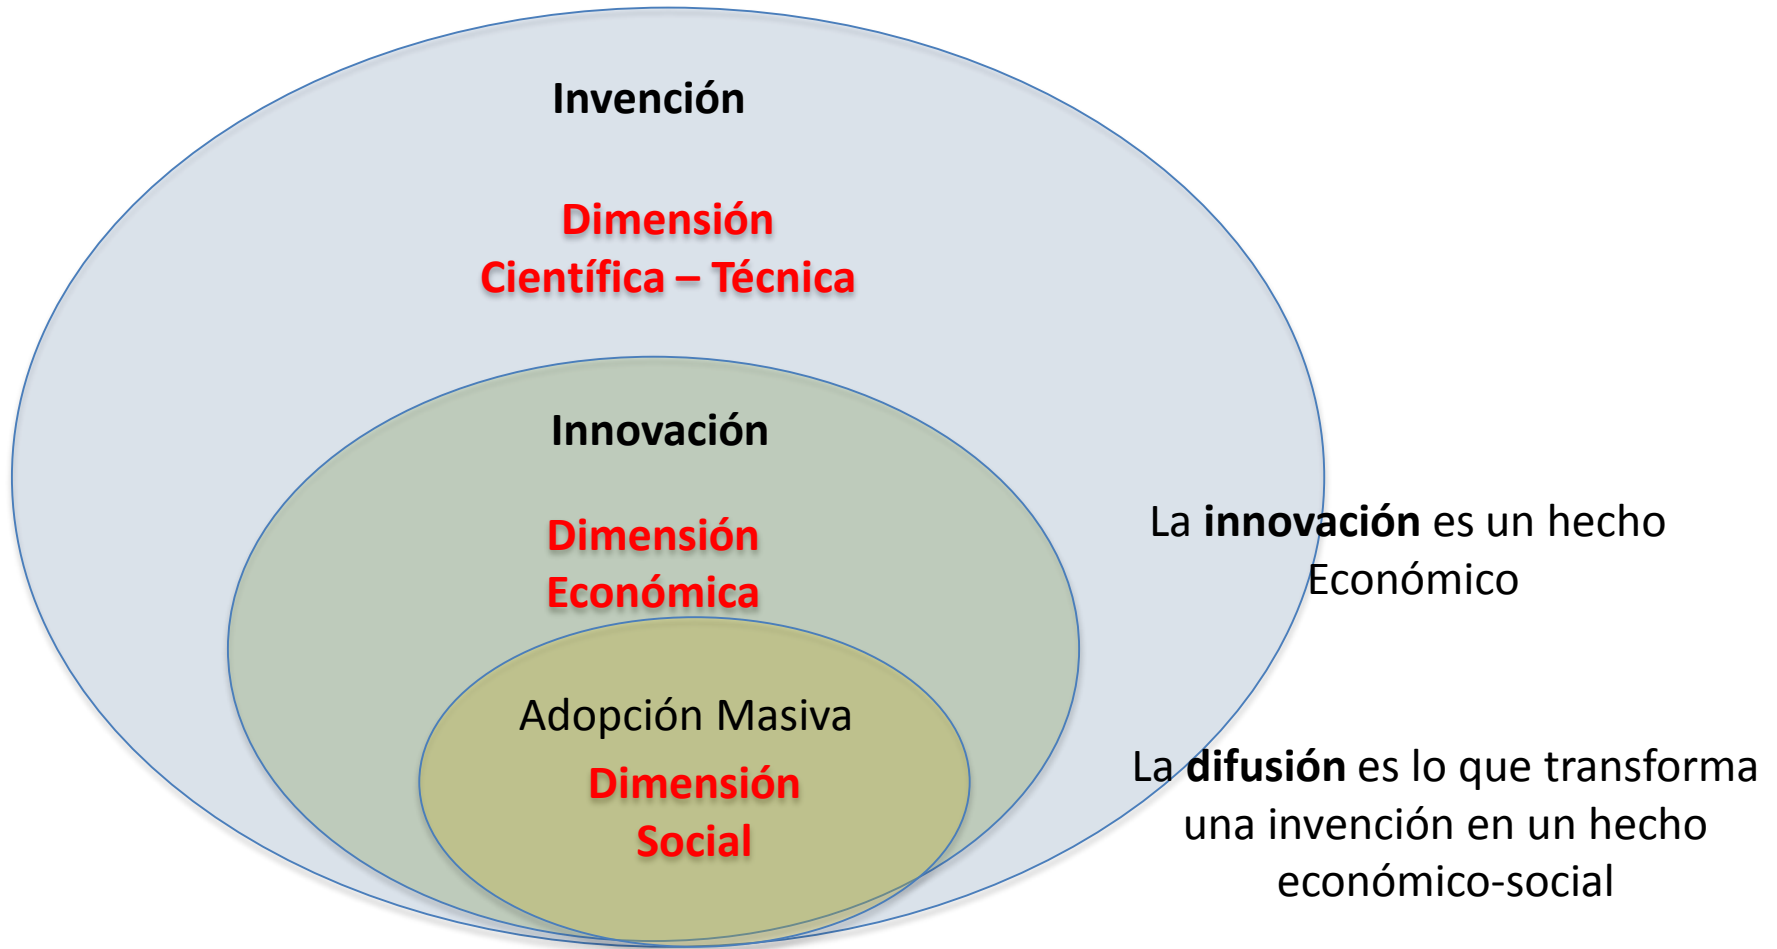 Invención
Dimensión
Científica – Técnica
Innovación
Dimensión
Económica
Adopción Masiva
Dimensión
Social
La innovación es un hecho
Económico
La difusión es lo que transforma
una invención en un hecho
económico-social